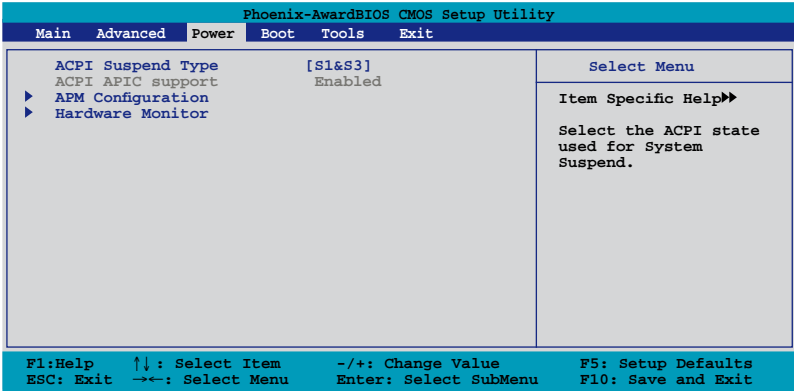 Phoenix-AwardBIOS CMOS Setup Utility
Main Advanced Power Boot Tools Exit
ACPI Suspend Type [S1&S3]
ACPI APIC support Enabled
APM Configuration
Hardware Monitor
Select Menu
Item Specific Help
Select the ACPI state
used for System
Suspend.
F1:Help ↑↓ : Select Item -/+: Change Value F5: Setup Defaults
ESC: Exit →←: Select Menu Enter: Select SubMenu F10: Save and Exit